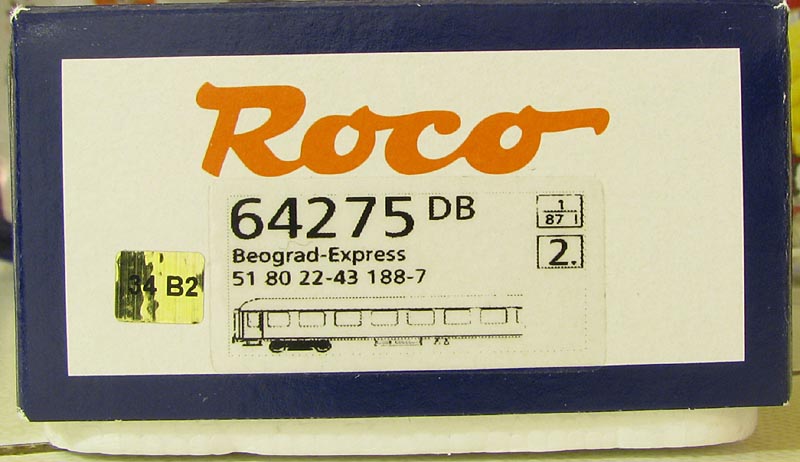 Roco
64275 DB
1
87
2.
Beograd-Express
51 80 22-43 188-7
34 B2